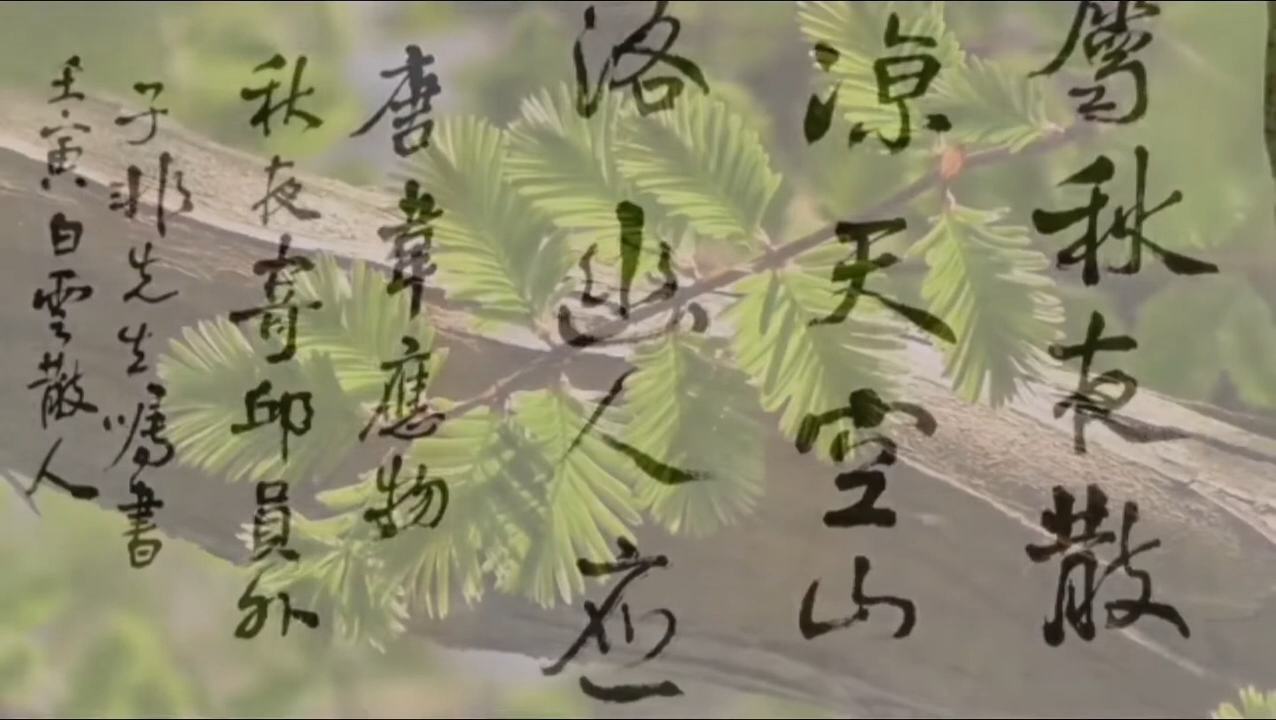 屬秋夜散
涼天空山
落幽人應
唐韋應物
秋夜寄邱員外
子非先生囑書
壬寅白雲散人